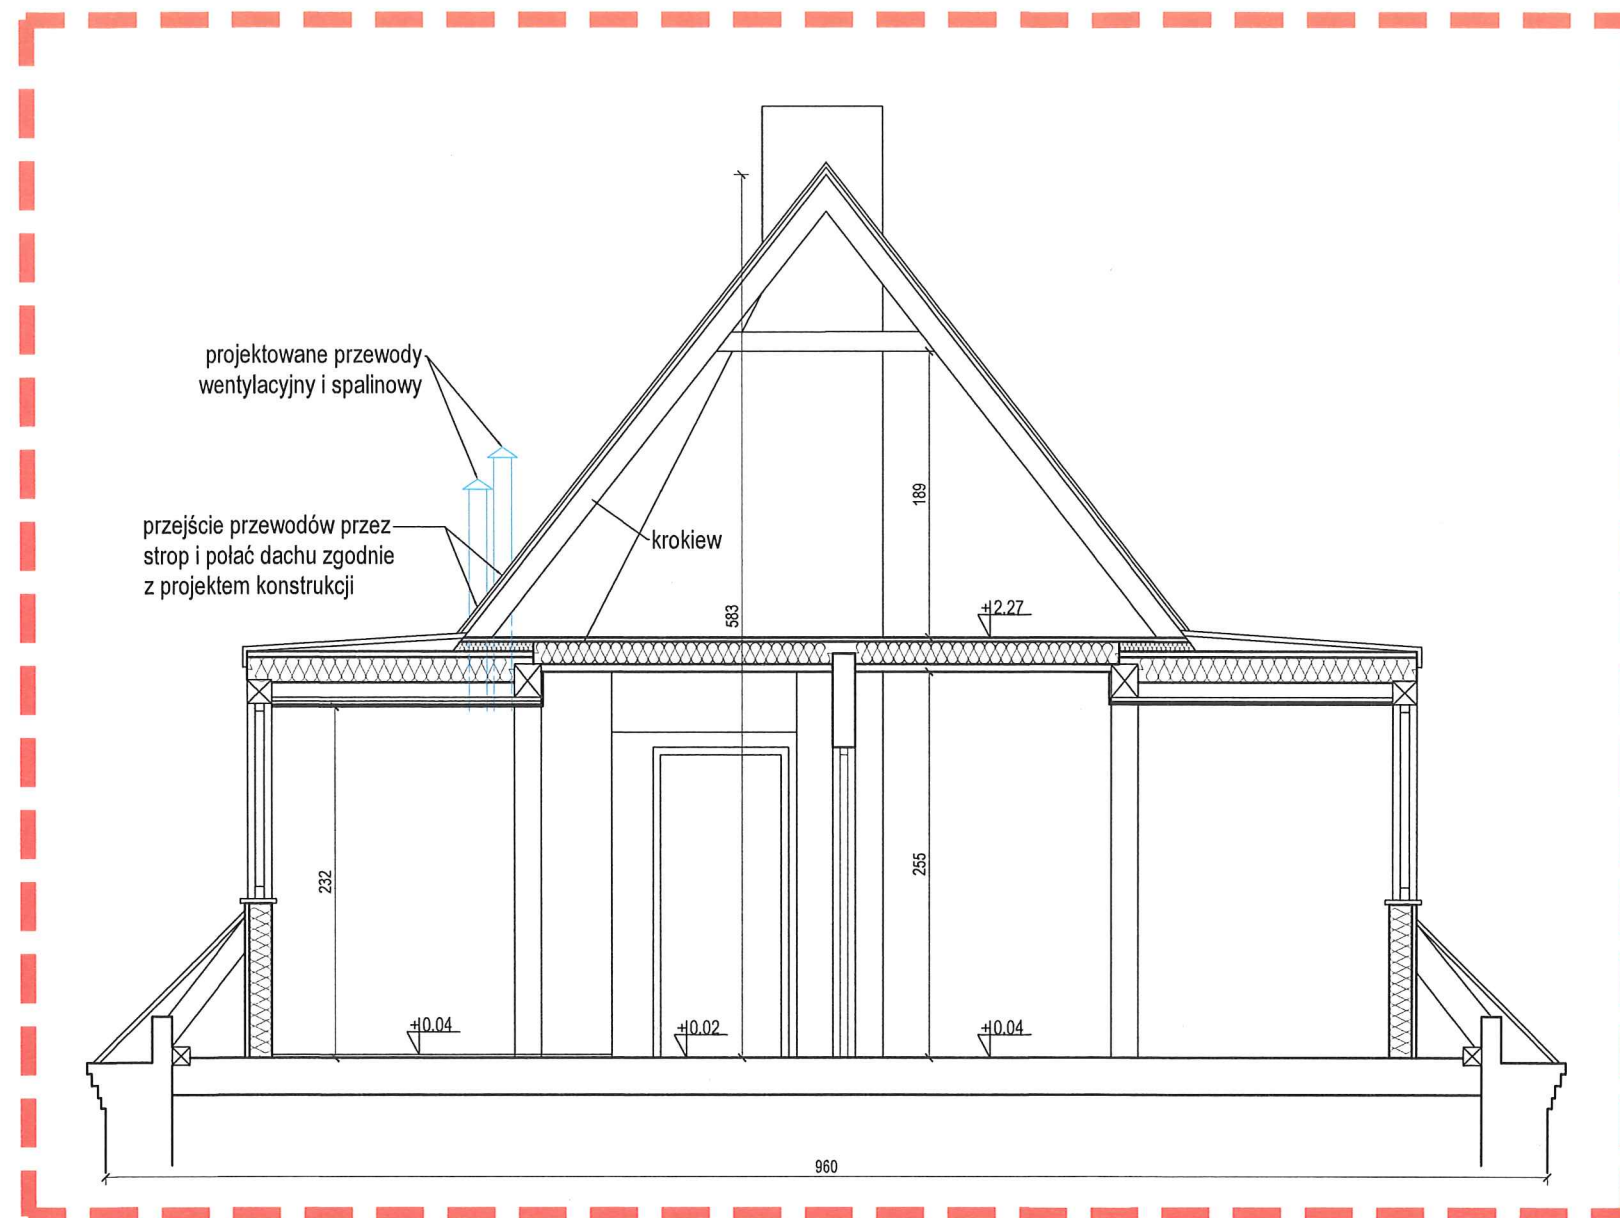 projektowane przewody
wentylacyjny i spalinowy
przejście przewodów przez
strop i połać dachu zgodnie
z projektem konstrukcji
krokiew
189
583
+2.27
232
255
+0.04
+0.02
+0.04
960